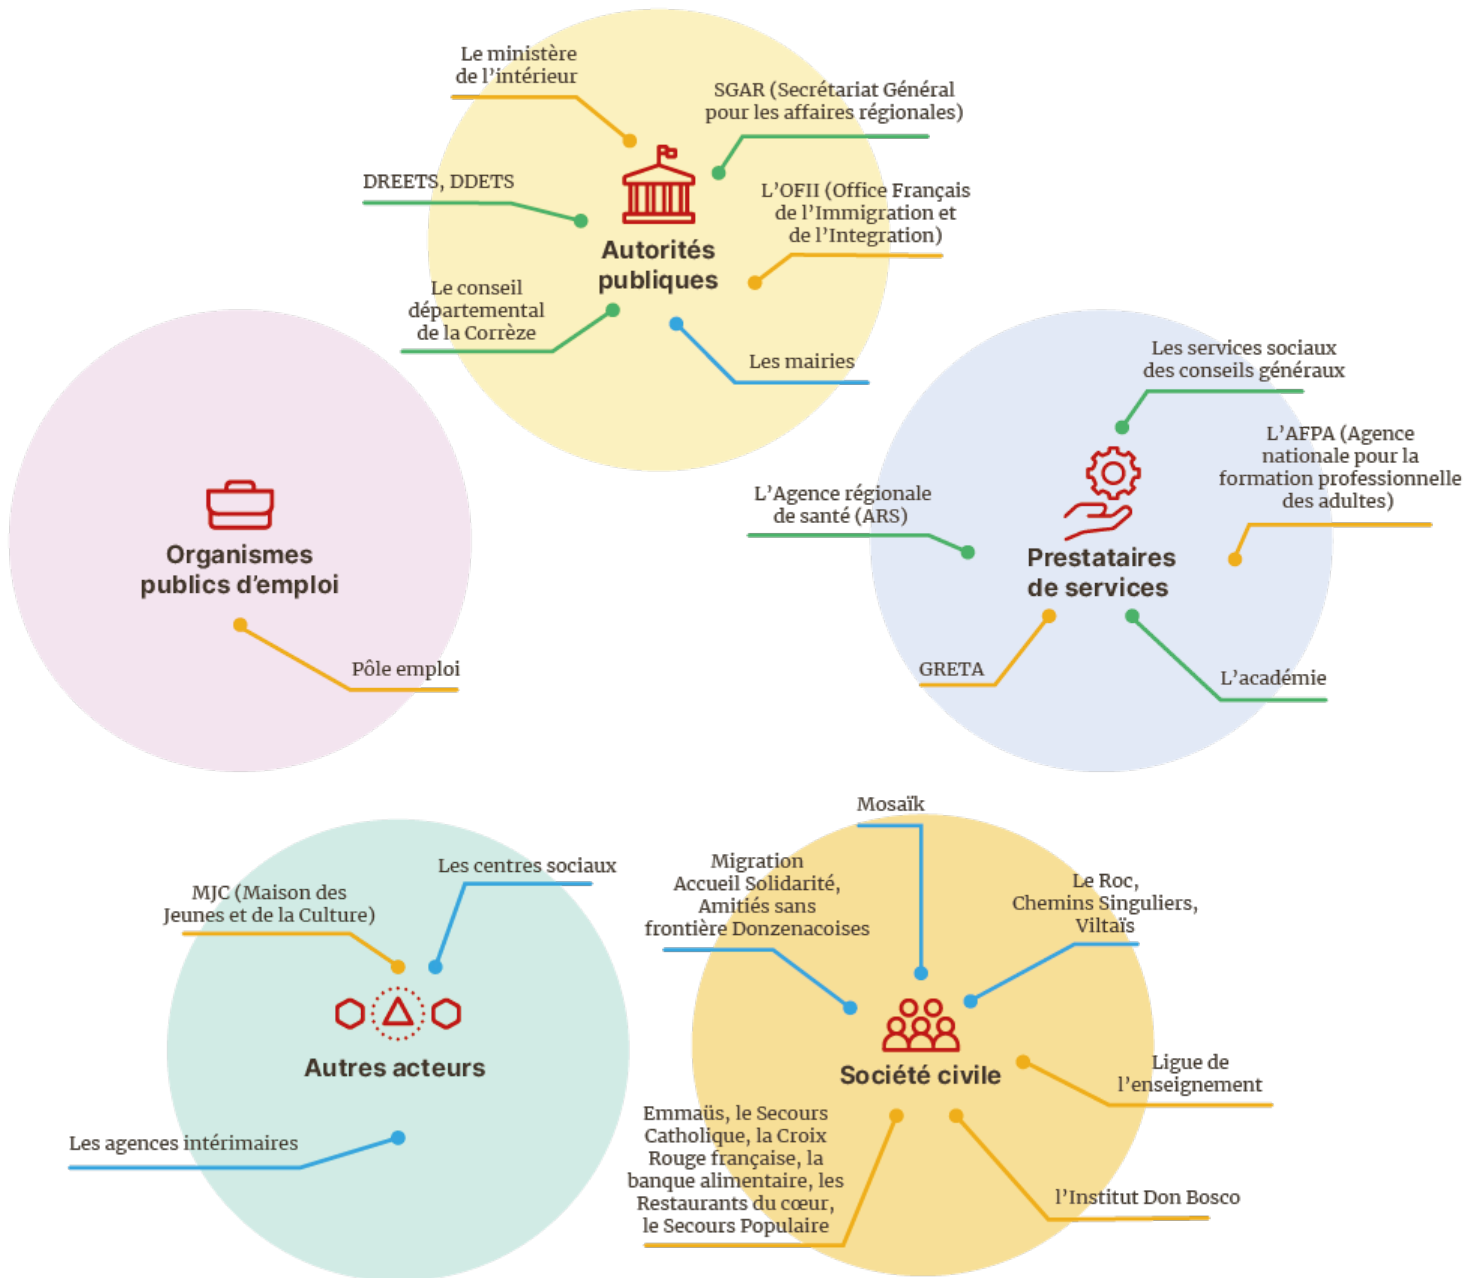 Le ministère
de l’intérieur
SGAR (Secrétariat Général
pour les affaires régionales)
DREETS, DDETS
L’OFII (Office Français
de l’Immigration et
de l’Integration)
Autorités
publiques
Le conseil
départemental
de la Corrèze
Les mairies
Organismes
publics d’emploi
Pôle emploi
Les services sociaux
des conseils généraux
L’AFPA (Agence
nationale pour la
formation professionnelle
des adultes)
L’Agence régionale
de santé (ARS)
Prestataires
de services
GRETA
L’académie
MJC (Maison des
Jeunes et de la Culture)
Les centres sociaux
Autres acteurs
Les agences intérimaires
Mosaïk
Migration
Accueil Solidarité,
Amitiés sans
frontière Donzenacoises
Le Roc,
Chemins Singuliers,
Viltaïs
Société civile
Ligue de
l’enseignement
Emmaüs, le Secours
Catholique, la Croix
Rouge française, la
banque alimentaire, les
Restaurants du cœur,
le Secours Populaire
l’Institut Don Bosco